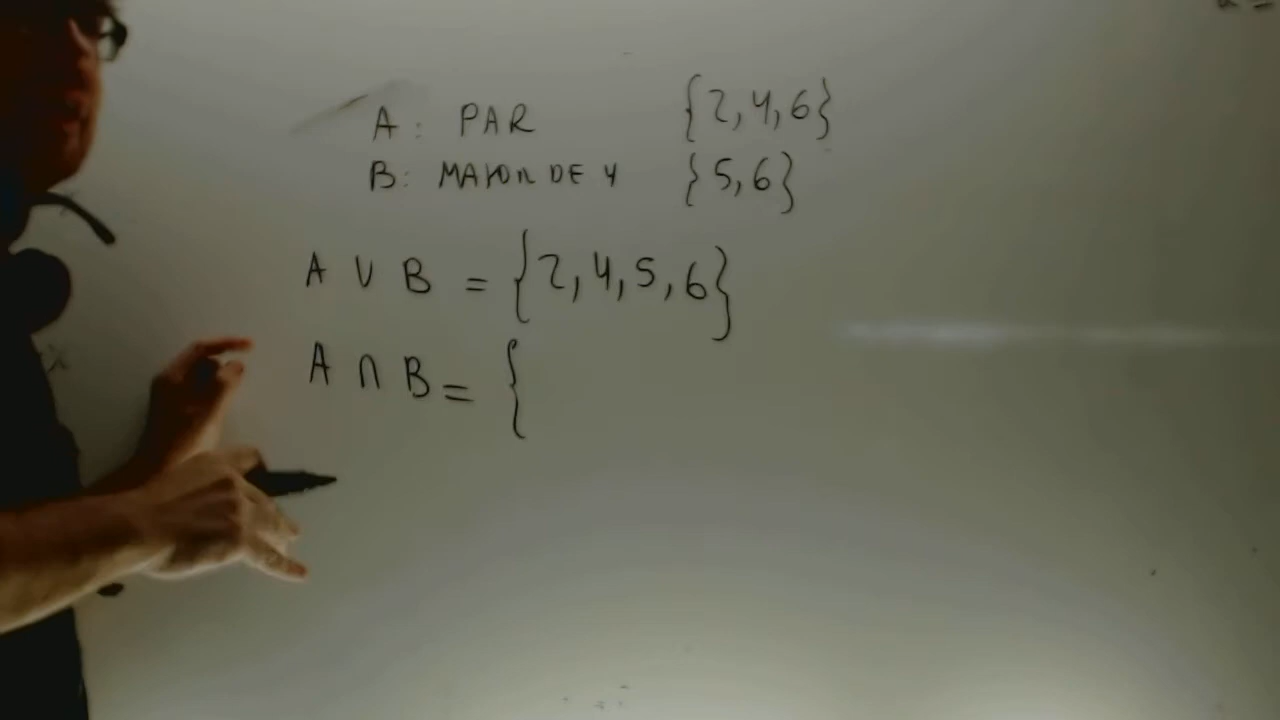 A: PAR {2,4,6}
B: MAYOR DE 4 {5,6}
A ∪ B = {2,4,5,6}
A ∩ B = {